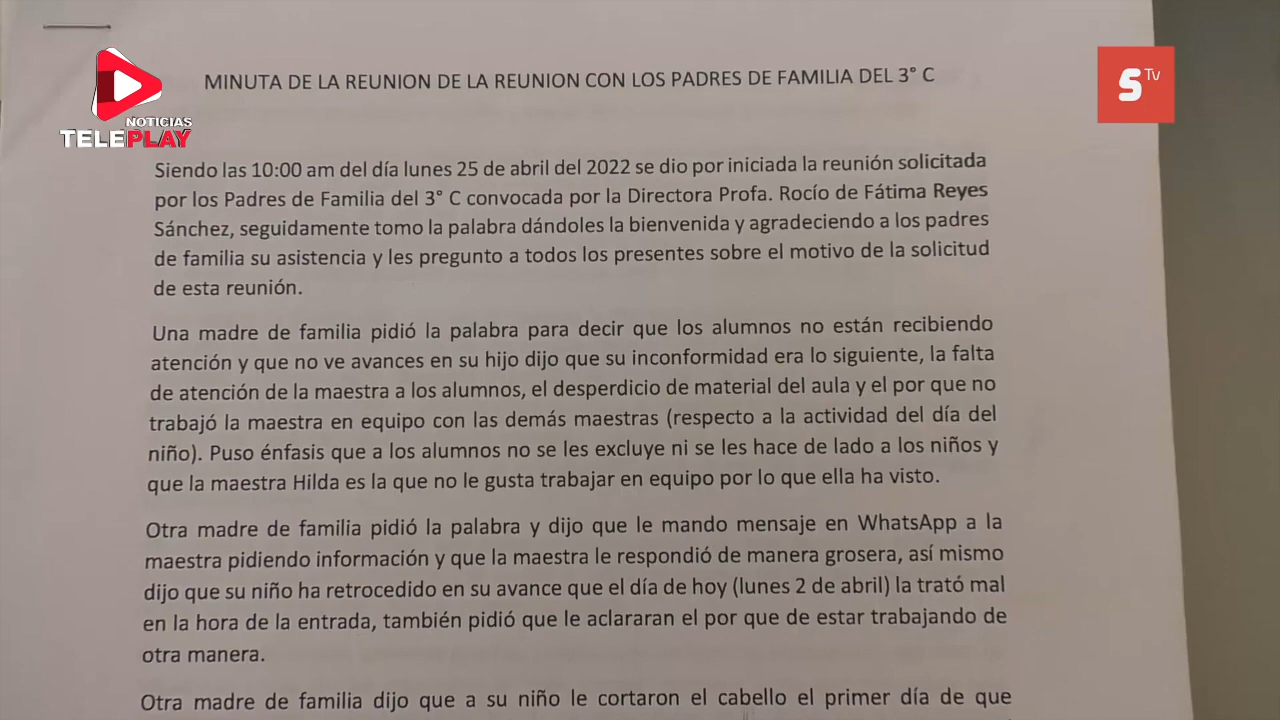 MINUTA DE LA REUNION DE LA REUNION CON LOS PADRES DE FAMILIA DEL 3° C
NOTICIAS
TELEPLAY
S Tv
Siendo las 10:00 am del día lunes 25 de abril del 2022 se dio por iniciada la reunión solicitada
por los Padres de Familia del 3° C convocada por la Directora Profa. Rocío de Fátima Reyes
Sánchez, seguidamente tomo la palabra dándoles la bienvenida y agradeciendo a los padres
de familia su asistencia y les pregunto a todos los presentes sobre el motivo de la solicitud
de esta reunión.
Una madre de familia pidió la palabra para decir que los alumnos no están recibiendo
atención y que no ve avances en su hijo dijo que su inconformidad era lo siguiente, la falta
de atención de la maestra a los alumnos, el desperdicio de material del aula y el por que no
trabajó la maestra en equipo con las demás maestras (respecto a la actividad del día del
niño). Puso énfasis que a los alumnos no se les excluye ni se les hace de lado a los niños y
que la maestra Hilda es la que no le gusta trabajar en equipo por lo que ella ha visto.
Otra madre de familia pidió la palabra y dijo que le mando mensaje en WhatsApp a la
maestra pidiendo información y que la maestra le respondió de manera grosera, así mismo
dijo que su niño ha retrocedido en su avance que el día de hoy (lunes 2 de abril) la trató mal
en la hora de la entrada, también pidió que le aclararan el por que de estar trabajando de
otra manera.
Otra madre de familia dijo que a su niño le cortaron el cabello el primer día de que